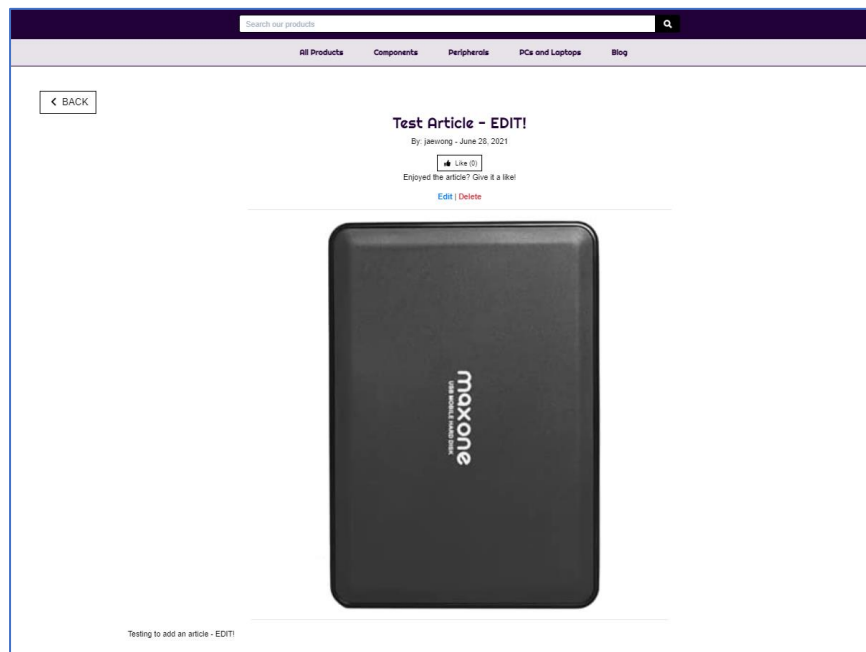 Search our products
All Products Components Peripherals PCs and Laptops Blog
BACK
Test Article - EDIT!
By: jaewong - June 28, 2021
Like (0)
Enjoyed the article? Give it a like!
Edit | Delete
maxone
USB MOBILE HARD DISK
Testing to add an article - EDIT!